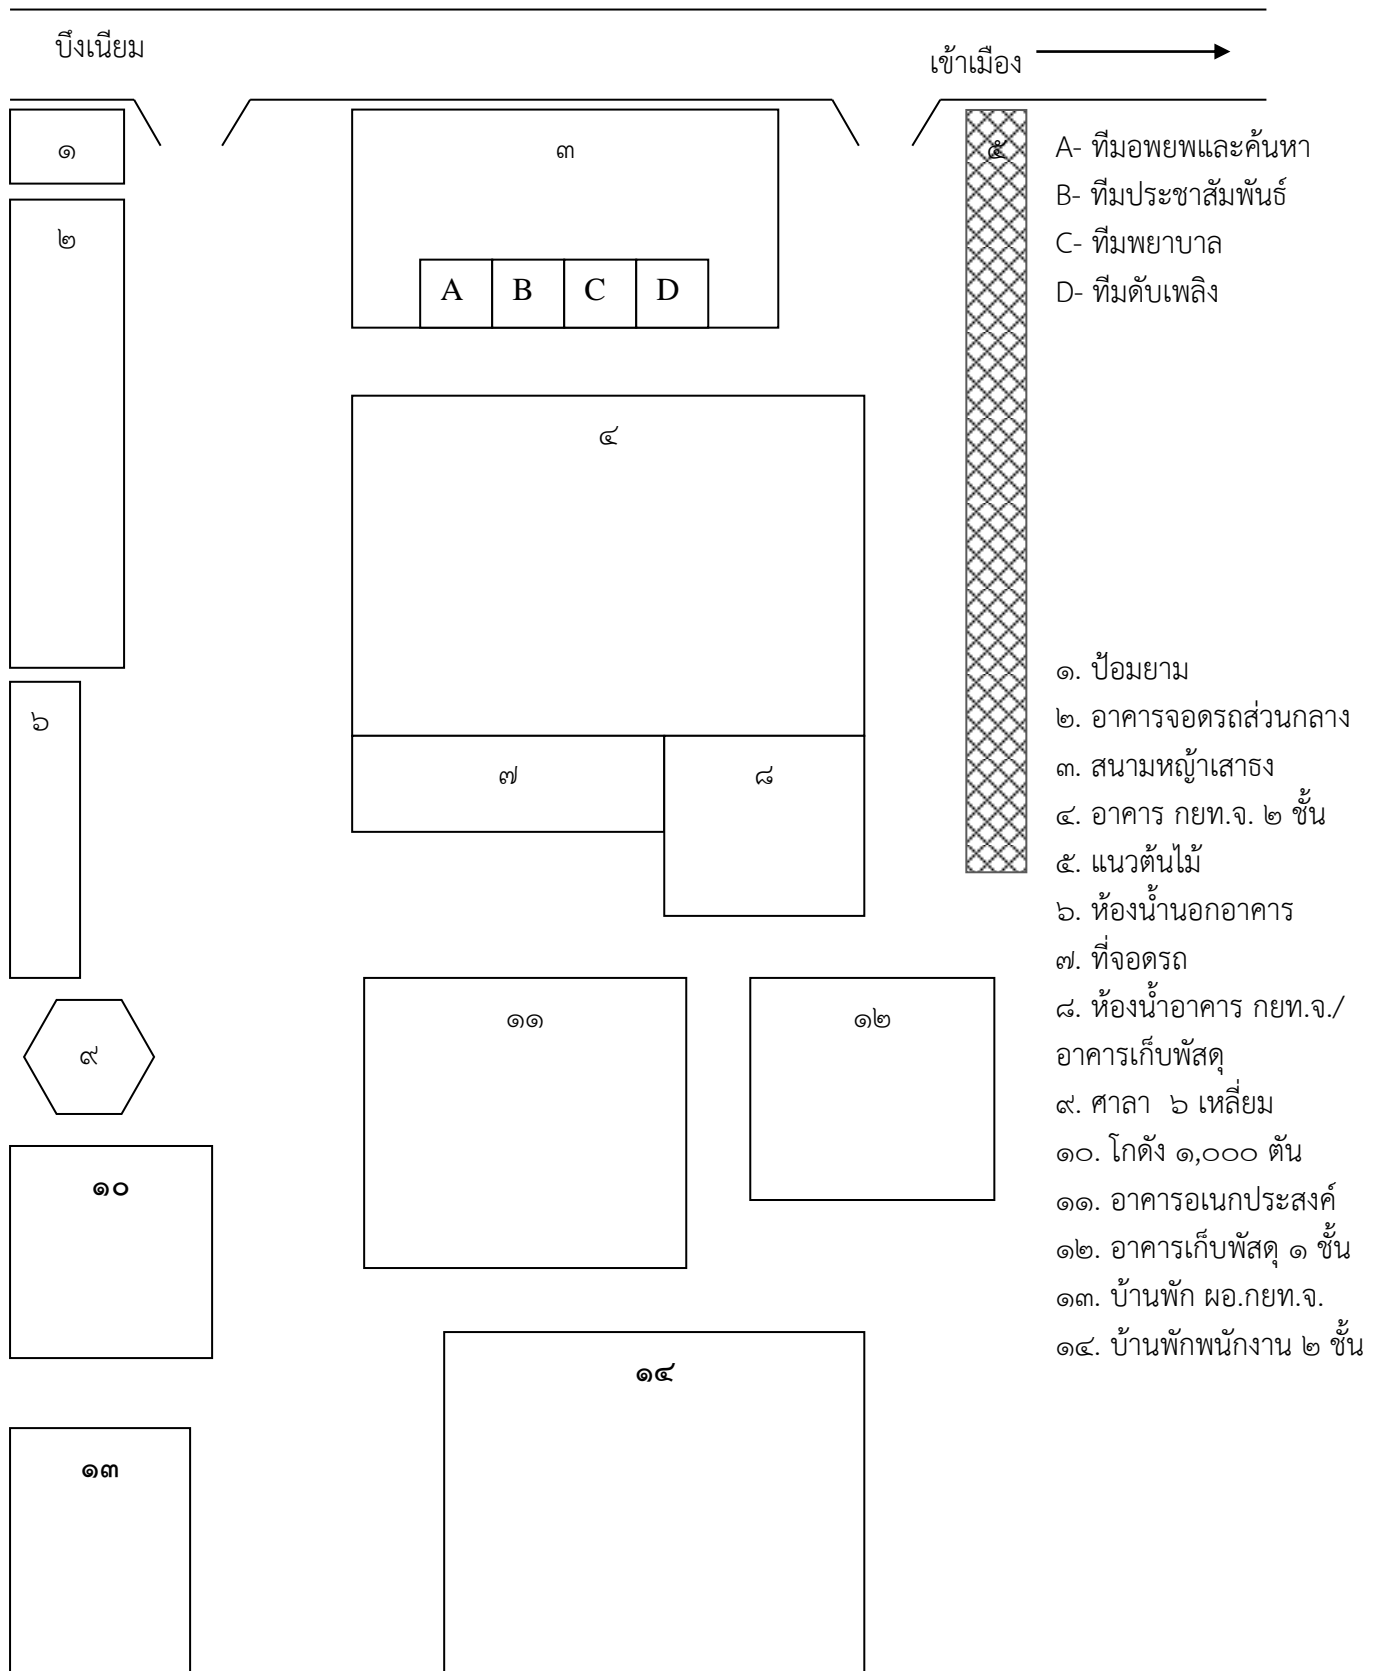 บึงเนียม
เข้าเมือง
๑
๓
๕
A- ทีมอพยพและค้นหา
B- ทีมประชาสัมพันธ์
C- ทีมพยาบาล
D- ทีมดับเพลิง
๒
A B C D
๔
๖
๗
๘
๑. ป้อมยาม
๒. อาคารจอดรถส่วนกลาง
๓. สนามหญ้าเสาธง
๔. อาคาร กยท.จ. ๒ ชั้น
๕. แนวต้นไม้
๖. ห้องน้ำนอกอาคาร
๗. ที่จอดรถ
๘. ห้องน้ำอาคาร กยท.จ./
อาคารเก็บพัสดุ
๙. ศาลา ๖ เหลี่ยม
๑๐. โกดัง ๑,๐๐๐ ตัน
๑๑. อาคารอเนกประสงค์
๑๒. อาคารเก็บพัสดุ ๑ ชั้น
๑๓. บ้านพัก ผอ.กยท.จ.
๑๔. บ้านพักพนักงาน ๒ ชั้น
๑๑
๑๒
๙
๑๐
๑๔
๑๓